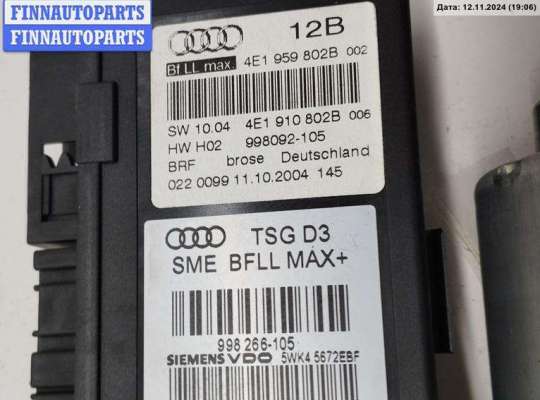 FINNAUTOPARTS
FINNAUTOPARTS
Дата: 12.11.2024 (19:06)
12B
Bf LL max. 4E1 959 802B 002
SW 10.04 4E1 910 802B 006
HW H02 998092-105
BRF brose Deutschland
022 0099 11.10.2004 145
TSG D3
SME BFLL MAX+
998 266-105
SIEMENS VDO 5WK4 5672EBF